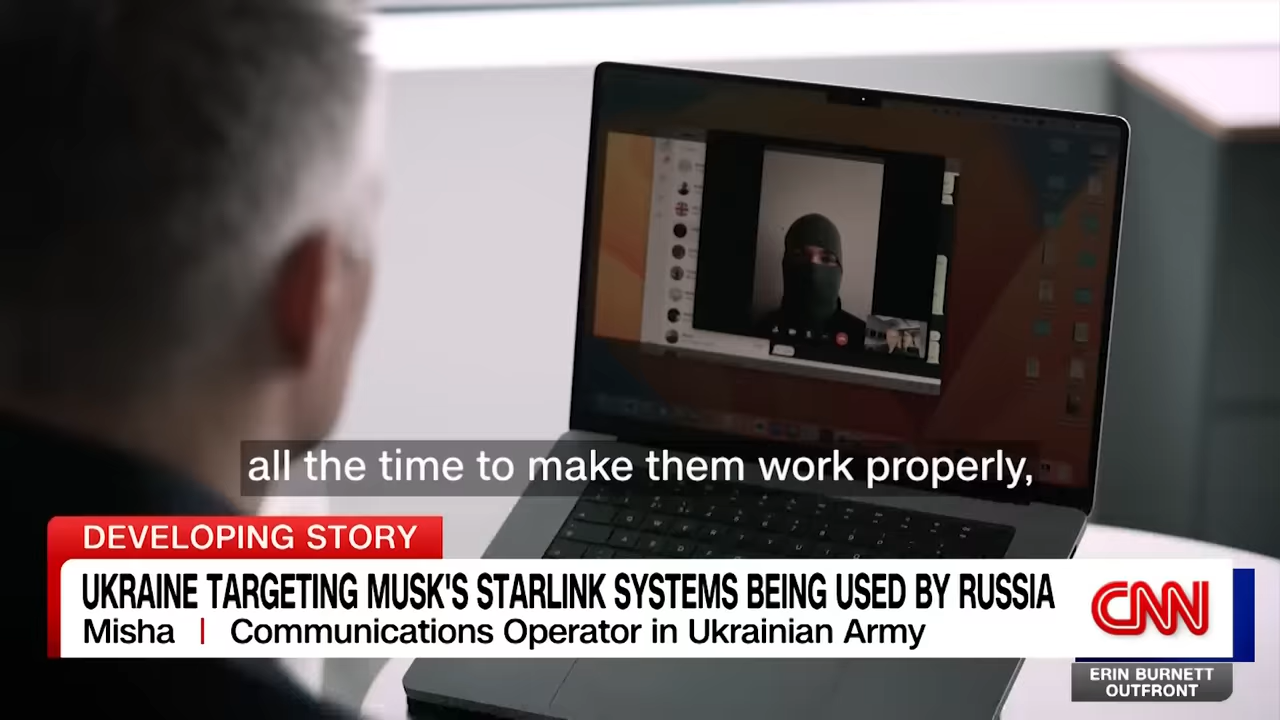 all the time to make them work properly,
DEVELOPING STORY
UKRAINE TARGETING MUSK'S STARLINK SYSTEMS BEING USED BY RUSSIA
Misha | Communications Operator in Ukrainian Army
CNN
ERIN BURNETT
OUTFRONT